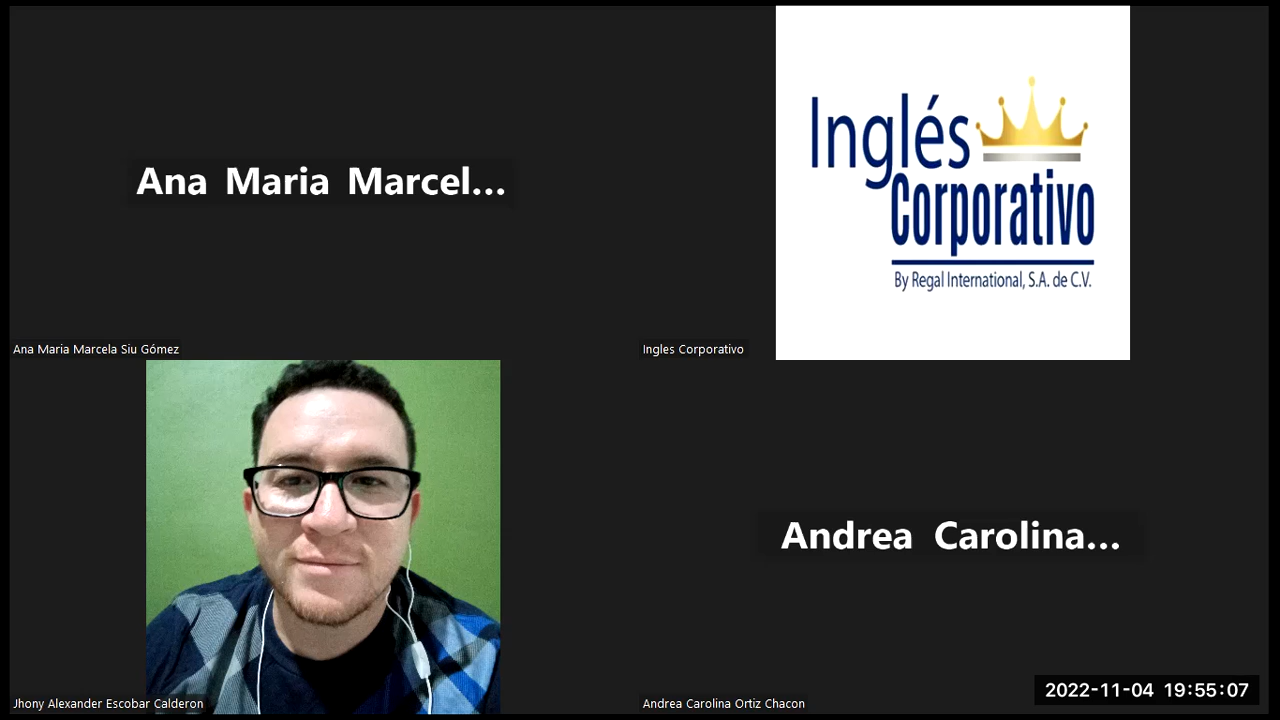 Ana Maria Marcel...
Inglés
Corporativo
By Regal International, S.A. de C.V.
Ana Maria Marcela Siu Gómez
Ingles Corporativo
Andrea Carolina...
Jhony Alexander Escobar Calderon
Andrea Carolina Ortiz Chacon
2022-11-04 19:55:07